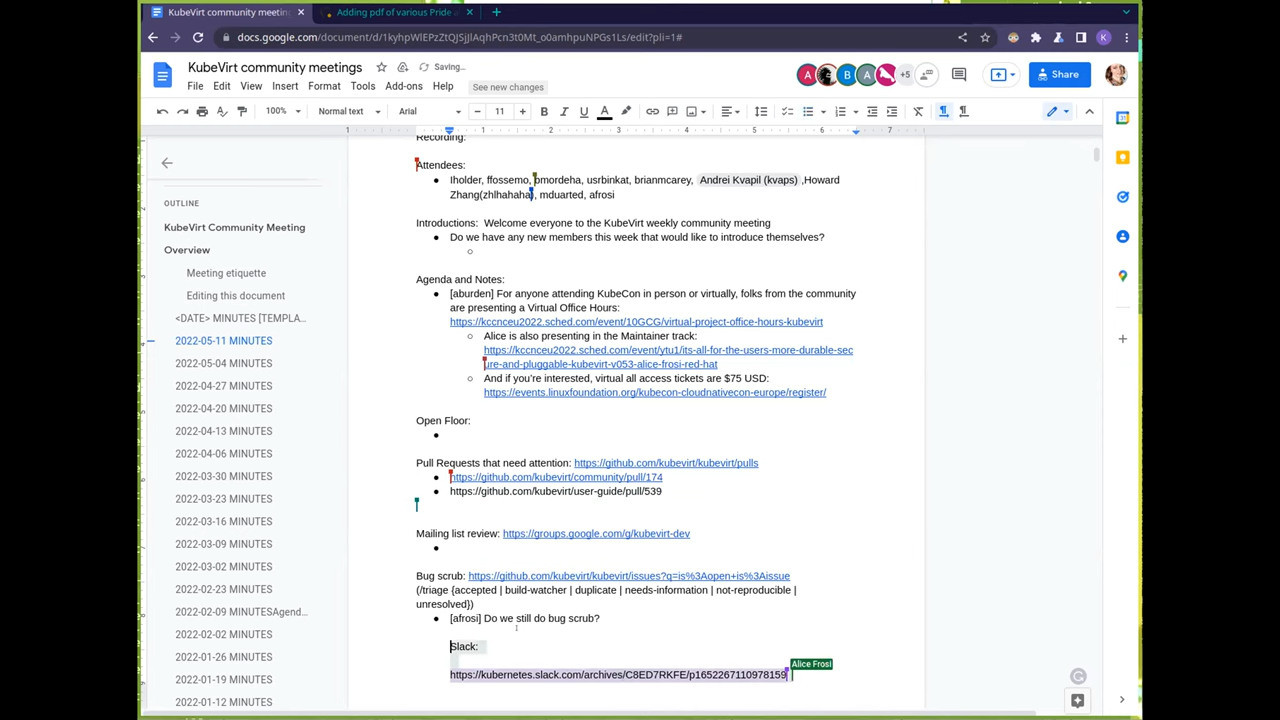 KubeVirt community meeting
Adding pdf of various Pride a
docs.google.com/document/d/1kyhpWlEPzZtQJSjJlAqhPcn3t0Mt_o0amhpuNPGs1Ls/edit?pli=1#
K
KubeVirt community meetings
Saving...
A
B
A
+5
Share
File Edit View Insert Format Tools Add-ons Help
See new changes
100%
Normal text
Arial
11
1 1 2 3 4 5 6 7
Recording:
Attendees:
Iholder, ffossemo, bmordeha, usrbinkat, brianmcarey, Andrei Kvapil (kvaps) ,Howard
Zhang(zhlhahaha), mduarted, afrosi
Introductions: Welcome everyone to the KubeVirt weekly community meeting
Do we have any new members this week that would like to introduce themselves?
Agenda and Notes:
[aburden] For anyone attending KubeCon in person or virtually, folks from the community
are presenting a Virtual Office Hours:
https://kccnceu2022.sched.com/event/10GCG/virtual-project-office-hours-kubevirt
Alice is also presenting in the Maintainer track:
https://kccnceu2022.sched.com/event/ytu1/its-all-for-the-users-more-durable-sec
ure-and-pluggable-kubevirt-v053-alice-frosi-red-hat
And if you're interested, virtual all access tickets are $75 USD:
https://events.linuxfoundation.org/kubecon-cloudnativecon-europe/register/
Open Floor:
Pull Requests that need attention: https://github.com/kubevirt/kubevirt/pulls
https://github.com/kubevirt/community/pull/174
https://github.com/kubevirt/user-guide/pull/539
Mailing list review: https://groups.google.com/g/kubevirt-dev
Bug scrub: https://github.com/kubevirt/kubevirt/issues?q=is%3Aopen+is%3Aissue
(/triage {accepted | build-watcher | duplicate | needs-information | not-reproducible |
unresolved})
[afrosi] Do we still do bug scrub?
Slack:
Alice Frosi
https://kubernetes.slack.com/archives/C8ED7RKFE/p1652267110978159
OUTLINE
KubeVirt Community Meeting
Overview
Meeting etiquette
Editing this document
<DATE> MINUTES [TEMPLA...
2022-05-11 MINUTES
2022-05-04 MINUTES
2022-04-27 MINUTES
2022-04-20 MINUTES
2022-04-13 MINUTES
2022-04-06 MINUTES
2022-03-30 MINUTES
2022-03-23 MINUTES
2022-03-16 MINUTES
2022-03-09 MINUTES
2022-03-02 MINUTES
2022-02-23 MINUTES
2022-02-09 MINUTESAgend...
2022-02-02 MINUTES
2022-01-26 MINUTES
2022-01-19 MINUTES
2022-01-12 MINUTES